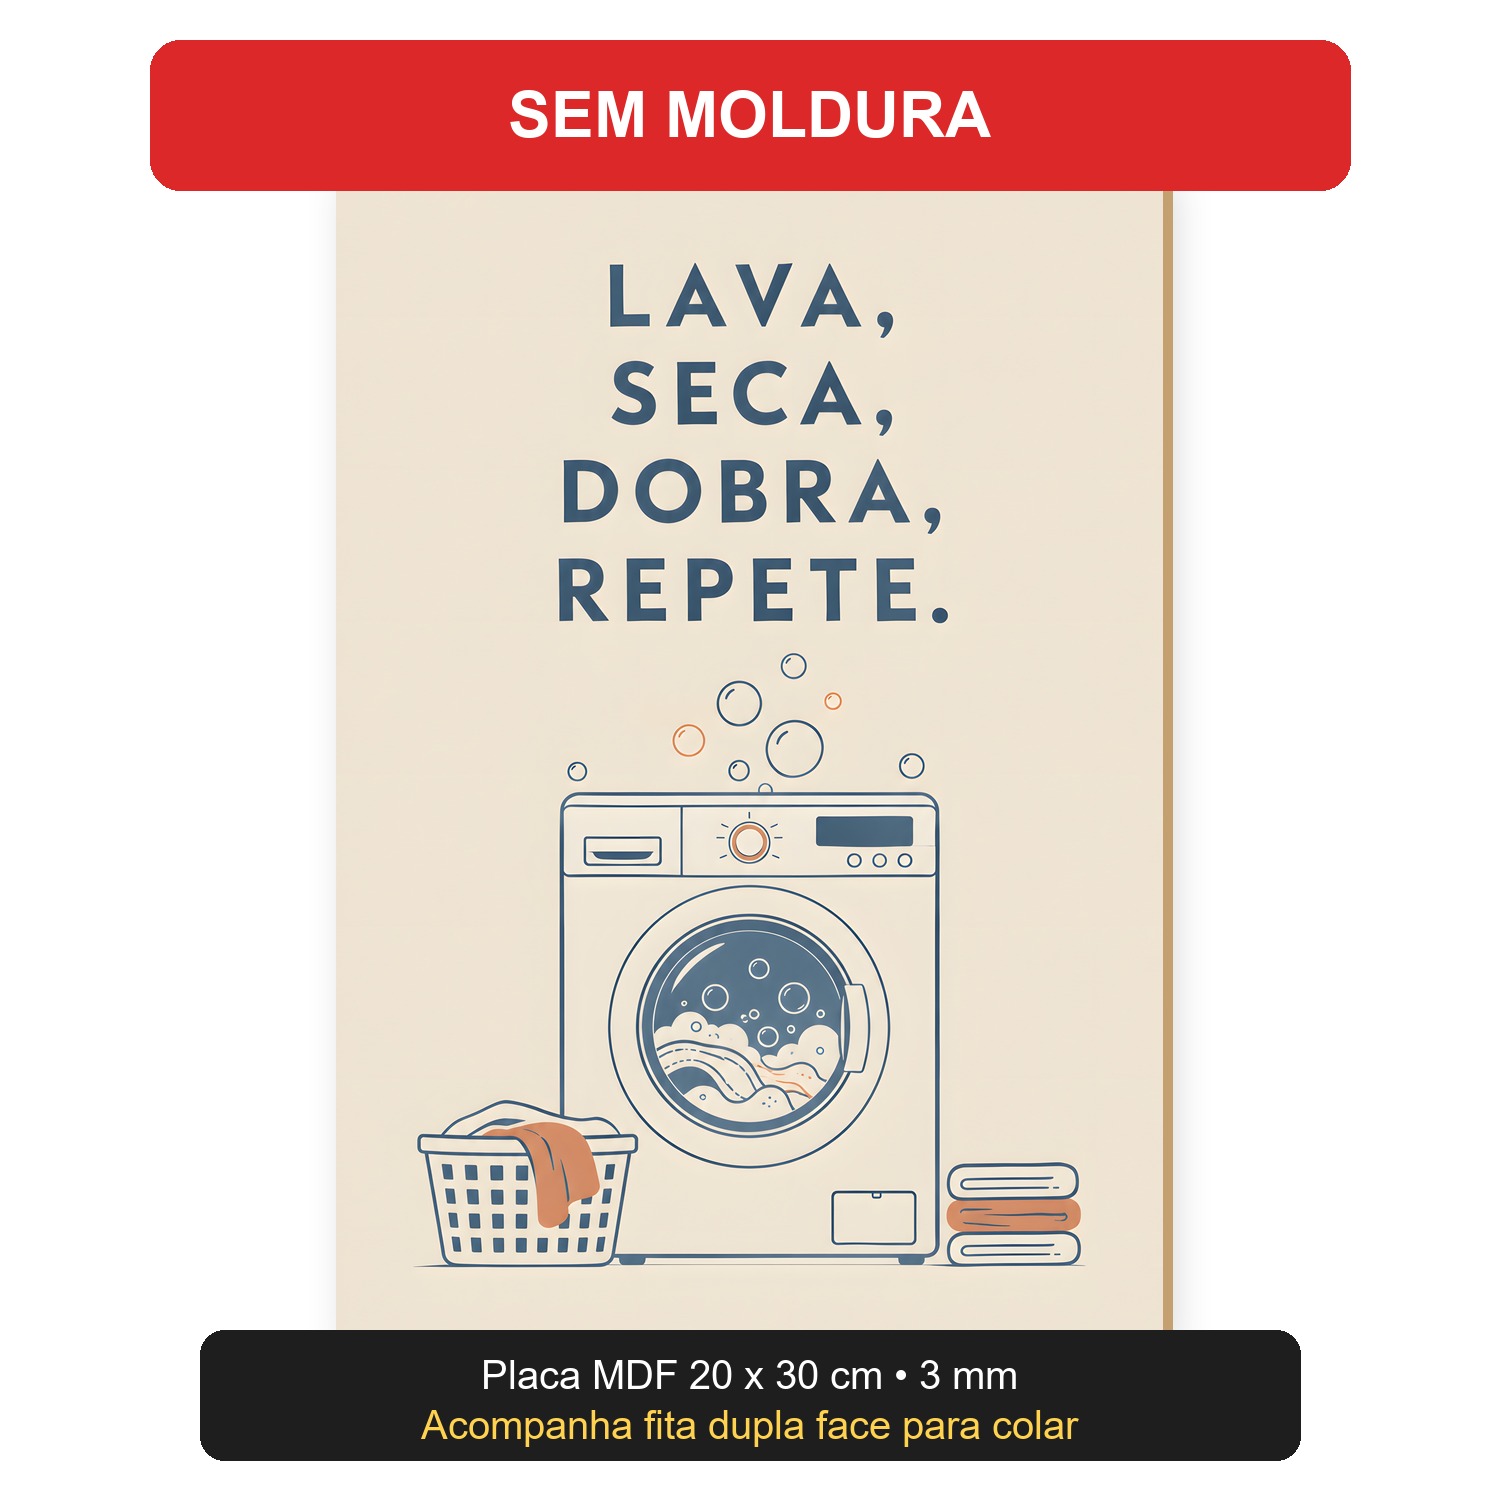 SEM MOLDURA
LAVA,
SECA,
DOBRA,
REPETE.
Placa MDF 20 x 30 cm • 3 mm
Acompanha fita dupla face para colar